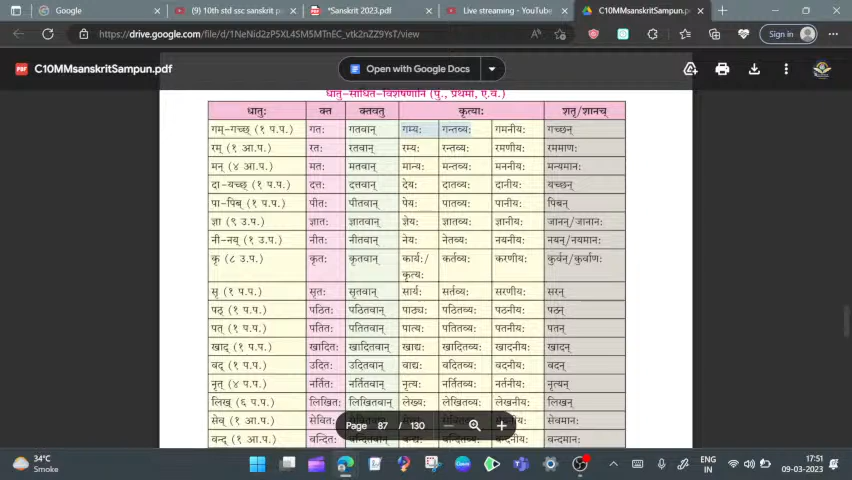 Google
(9) 10th std ssc sanskrit p
*Sanskrit 2023.pdf
Live streaming - YouTube
C10MMsanskritSampun.p
https://drive.google.com/file/d/1NeNid2zP5XL4SM5MTnEC_vtk2nZZ9YsT/view
Sign in
PDF C10MMsanskritSampun.pdf
Open with Google Docs
धातु-साधित-विशेषणानि (पु., प्रथमा, ए.व.)
धातुः क्त क्तवतु कृत्याः शतृ/शानच्
गम्-गच्छ् (१ प.प.) गतः गतवान् गम्यः गन्तव्यः गमनीयः गच्छन्
रम् (१ आ.प.) रतः रतवान् रम्यः रन्तव्यः रमणीयः रममाणः
मन् (४ आ.प.) मतः मतवान् मान्यः मन्तव्यः मननीयः मन्यमानः
दा-यच्छ् (१ प.प.) दत्तः दत्तवान् देयः दातव्यः दानीयः यच्छन्
पा-पिब् (१ प.प.) पीतः पीतवान् पेयः पातव्यः पानीयः पिबन्
ज्ञा (९ उ.प.) ज्ञातः ज्ञातवान् ज्ञेयः ज्ञातव्यः ज्ञानीयः जानन्/जानानः
नी-नय् (१ उ.प.) नीतः नीतवान् नेयः नेतव्यः नयनीयः नयन्/नयमानः
कृ (८ उ.प.) कृतः कृतवान् कार्यः/ कर्तव्यः करणीयः कुर्वन्/कुर्वाणः
कृत्यः
सृ (१ प.प.) सृतः सृतवान् सार्यः सर्तव्यः सरणीयः सरन्
पठ् (१ प.प.) पठितः पठितवान् पाठ्यः पठितव्यः पठनीयः पठन्
पत् (१ प.प.) पतितः पतितवान् पात्यः पतितव्यः पतनीयः पतन्
खाद् (१ प.प.) खादितः खादितवान् खाद्यः खादितव्यः खादनीयः खादन्
वद् (१ प.प.) उदितः उदितवान् वाद्यः वदितव्यः वदनीयः वदन्
नृत् (४ प.प.) नर्तितः नर्तितवान् नृत्यः नर्तितव्यः नर्तनीयः नृत्यन्
लिख् (६ प.प.) लिखितः लिखितवान् लेख्यः लेखितव्यः लेखनीयः लिखन्
सेव् (१ आ.प.) सेवितः सेवमानः
Page 87 / 130
वन्द् (१ आ.प.) वन्दितः वन्दमानः
34°C
Smoke
ENG
IN
17:51
09-03-2023